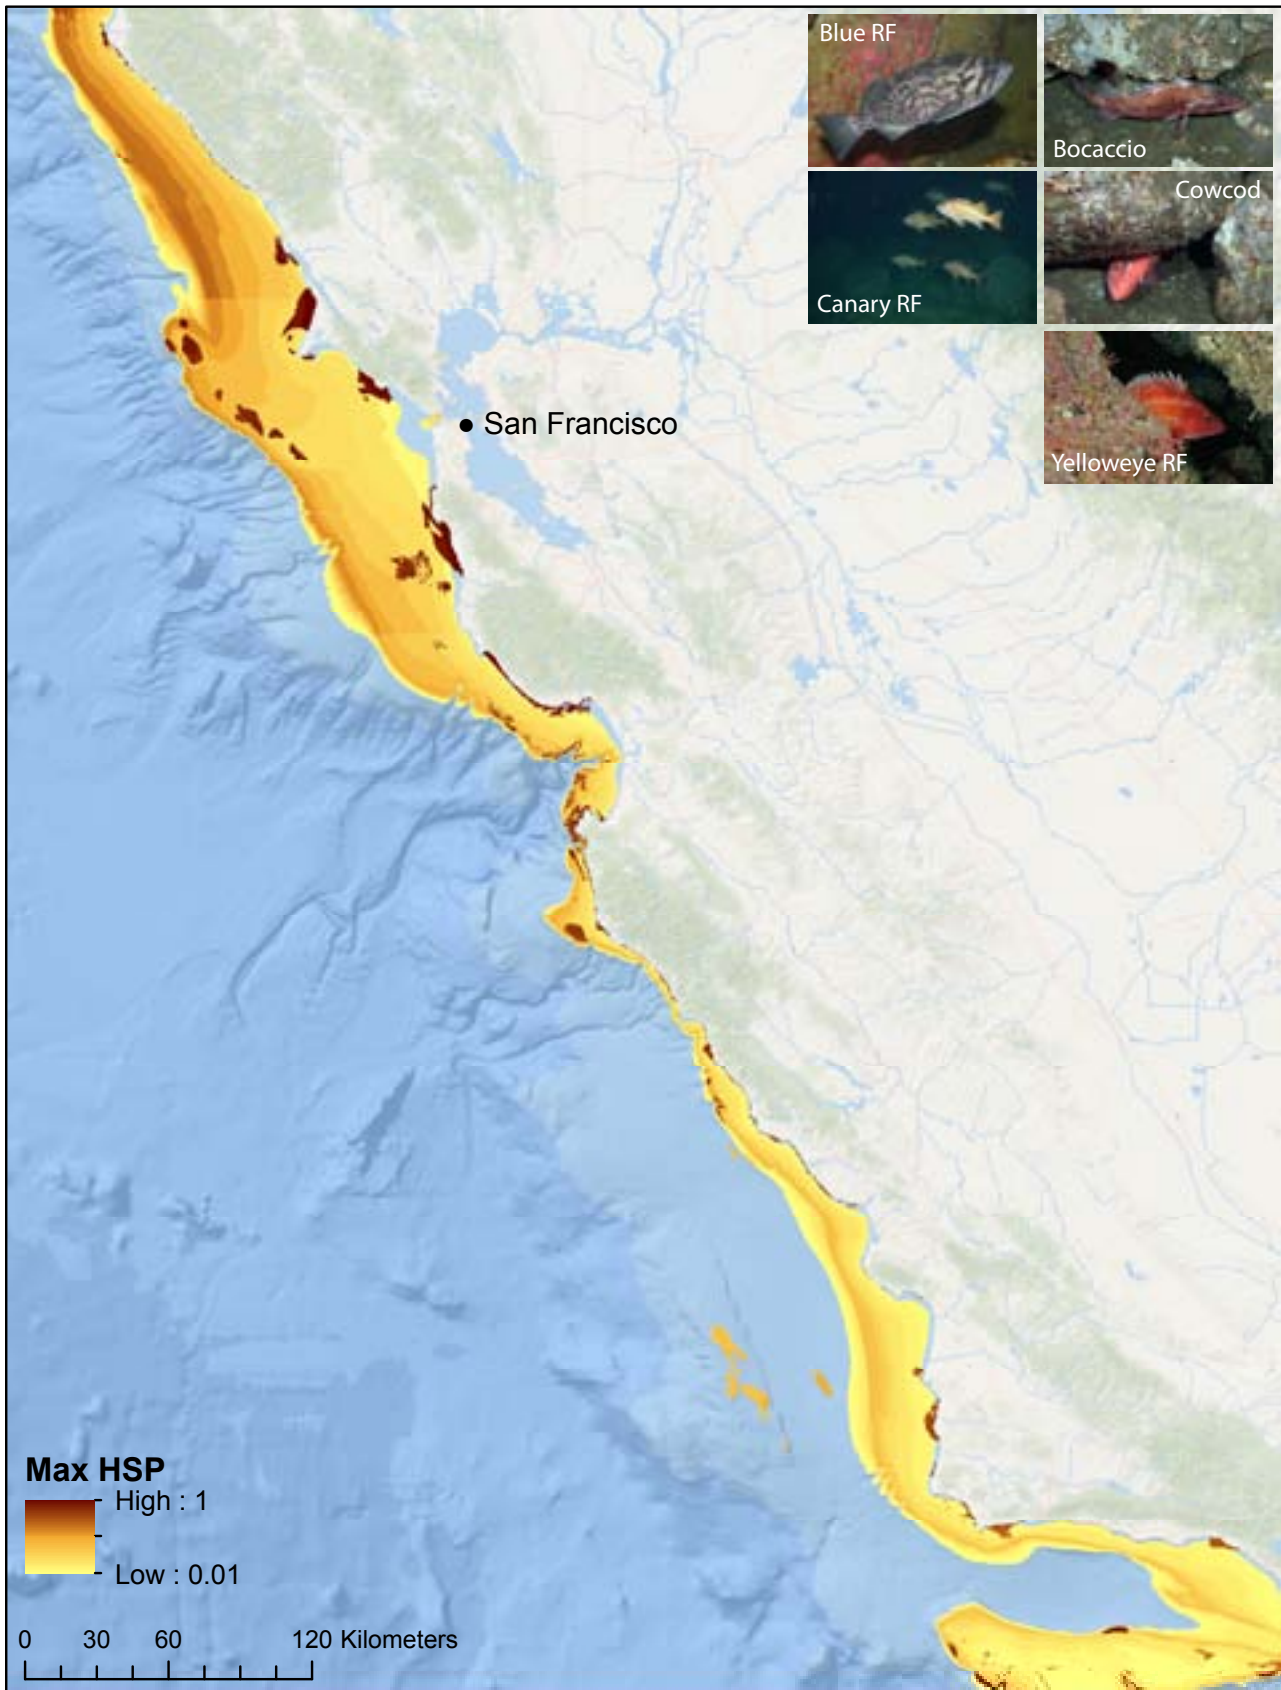 Blue RF
Bocaccio
Canary RF
Cowcod
Yelloweye RF
San Francisco
Max HSP
High : 1
Low : 0.01
0 30 60 120 Kilometers